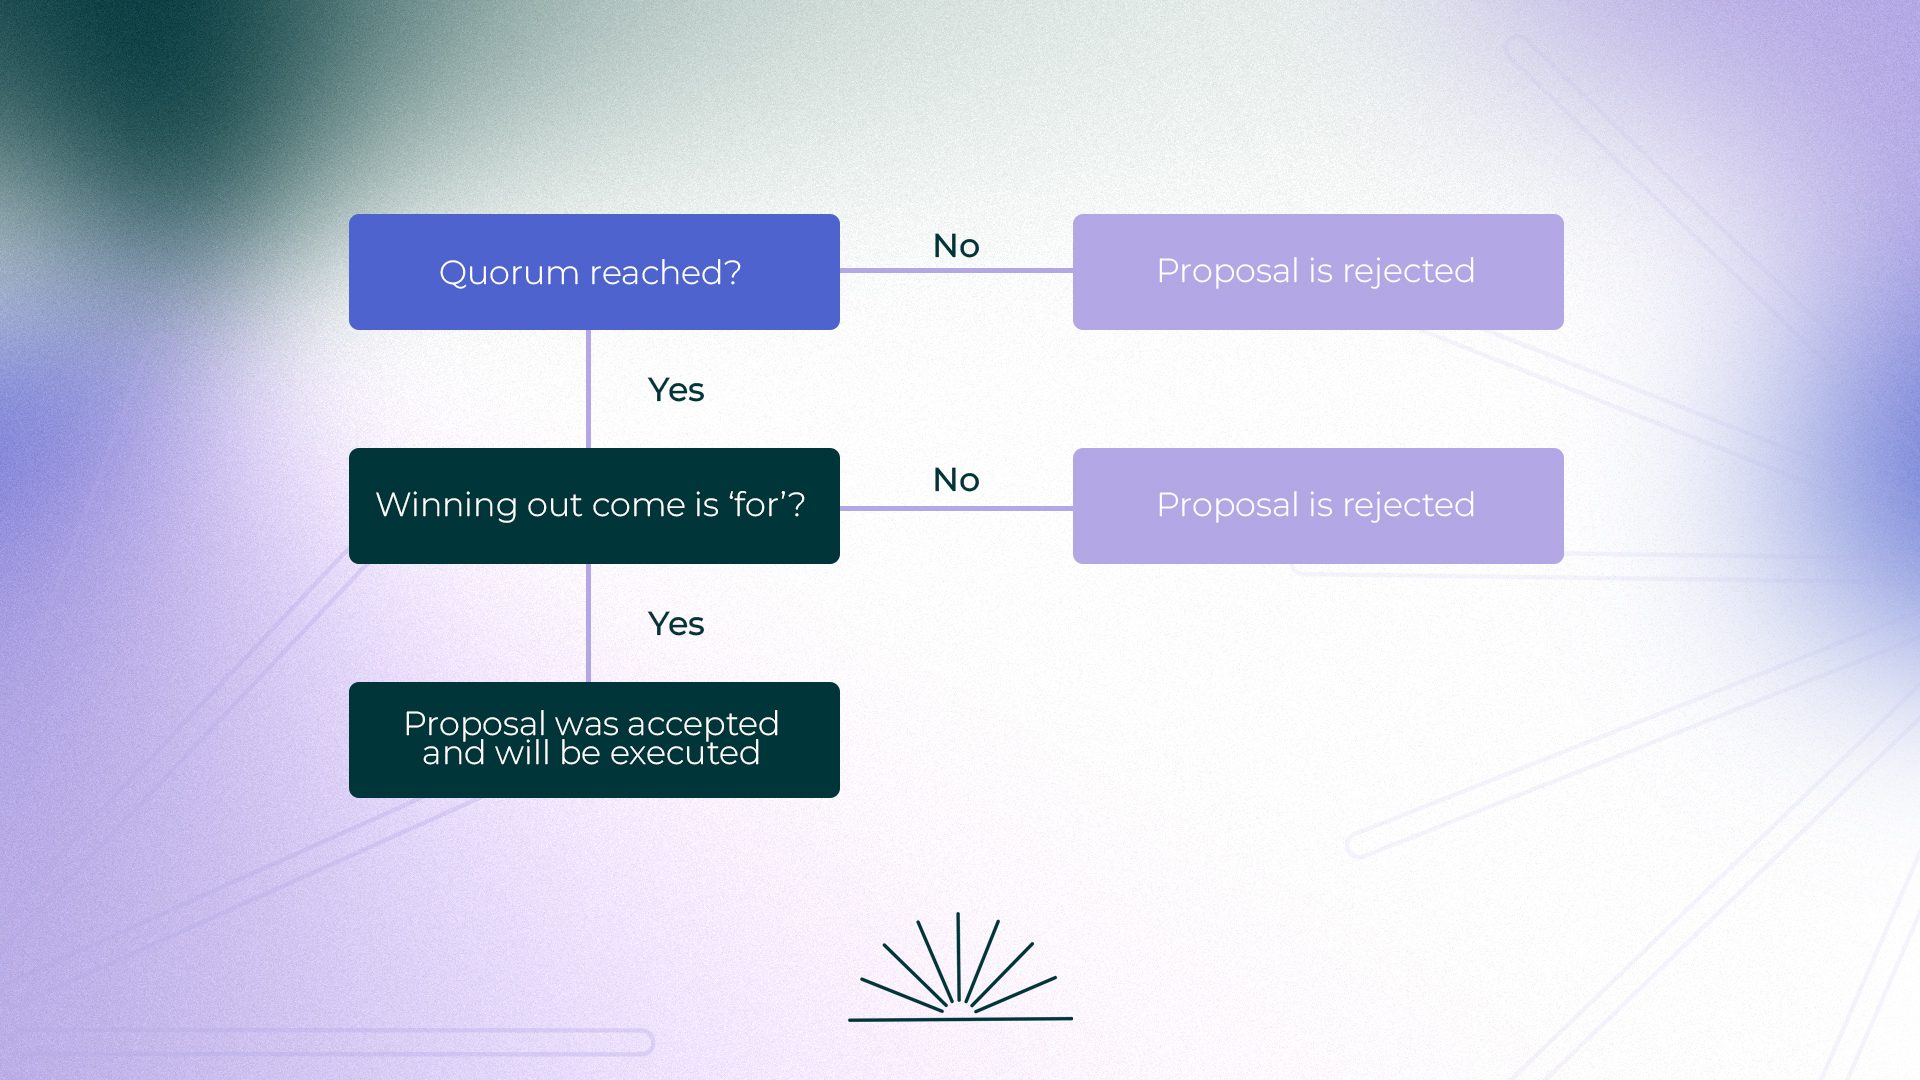 Quorum reached?
No
Proposal is rejected
Yes
Winning out come is ‘for’?
No
Proposal is rejected
Yes
Proposal was accepted
and will be executed